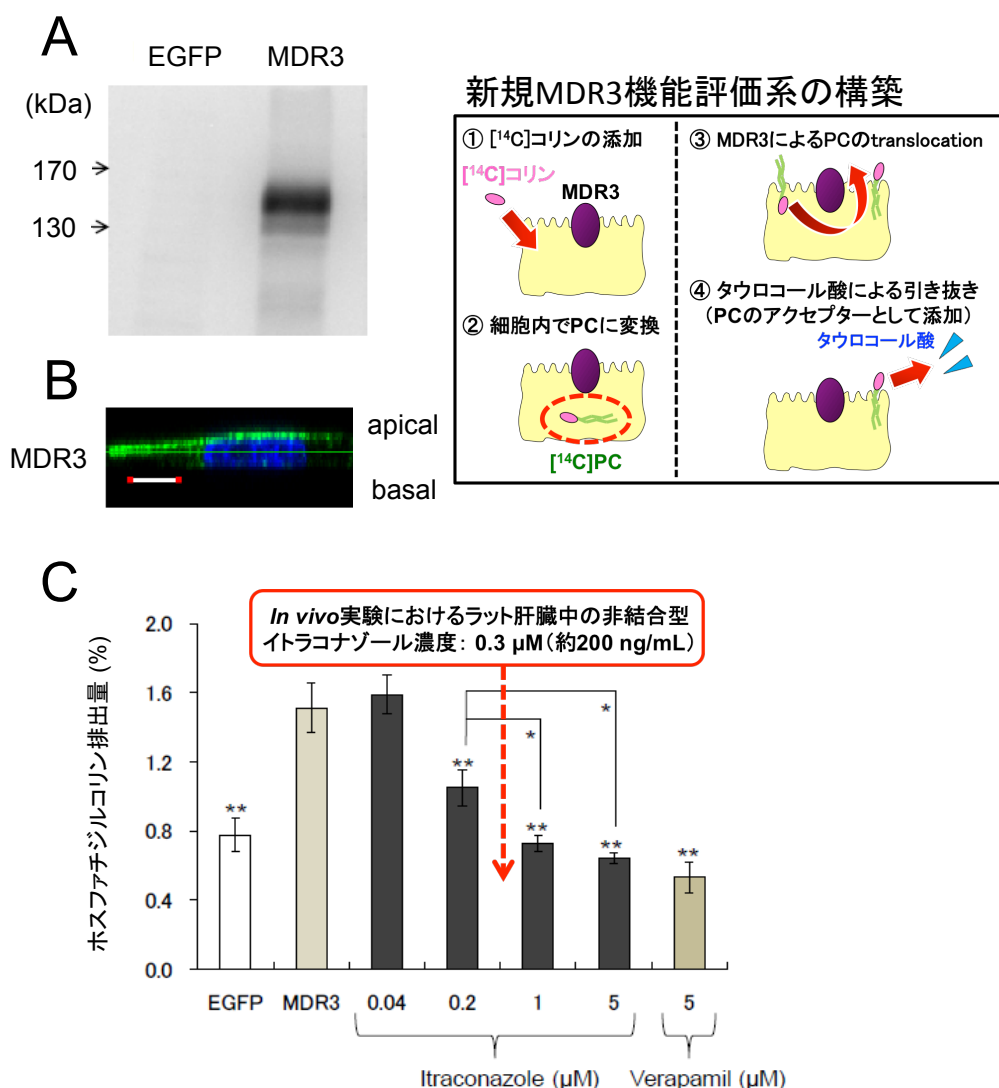 A
EGFP MDR3
(kDa)
170
130
B
MDR3
apical
basal
新規MDR3機能評価系の構築
① [¹⁴C]コリンの添加
[¹⁴C]コリン
MDR3
② 細胞内でPCに変換
[¹⁴C]PC
③ MDR3によるPCのtranslocation
④ タウロコール酸による引き抜き
(PCのアクセプターとして添加)
タウロコール酸
C
In vivo実験におけるラット肝臓中の非結合型
イトラコナゾール濃度： 0.3 µM（約200 ng/mL）
ホスファチジルコリン排出量 (%)
2.0
1.6
1.2
0.8
0.4
0.0
**
**
*
**
*
**
**
EGFP MDR3 0.04 0.2 1 5 5
Itraconazole (µM) Verapamil (µM)